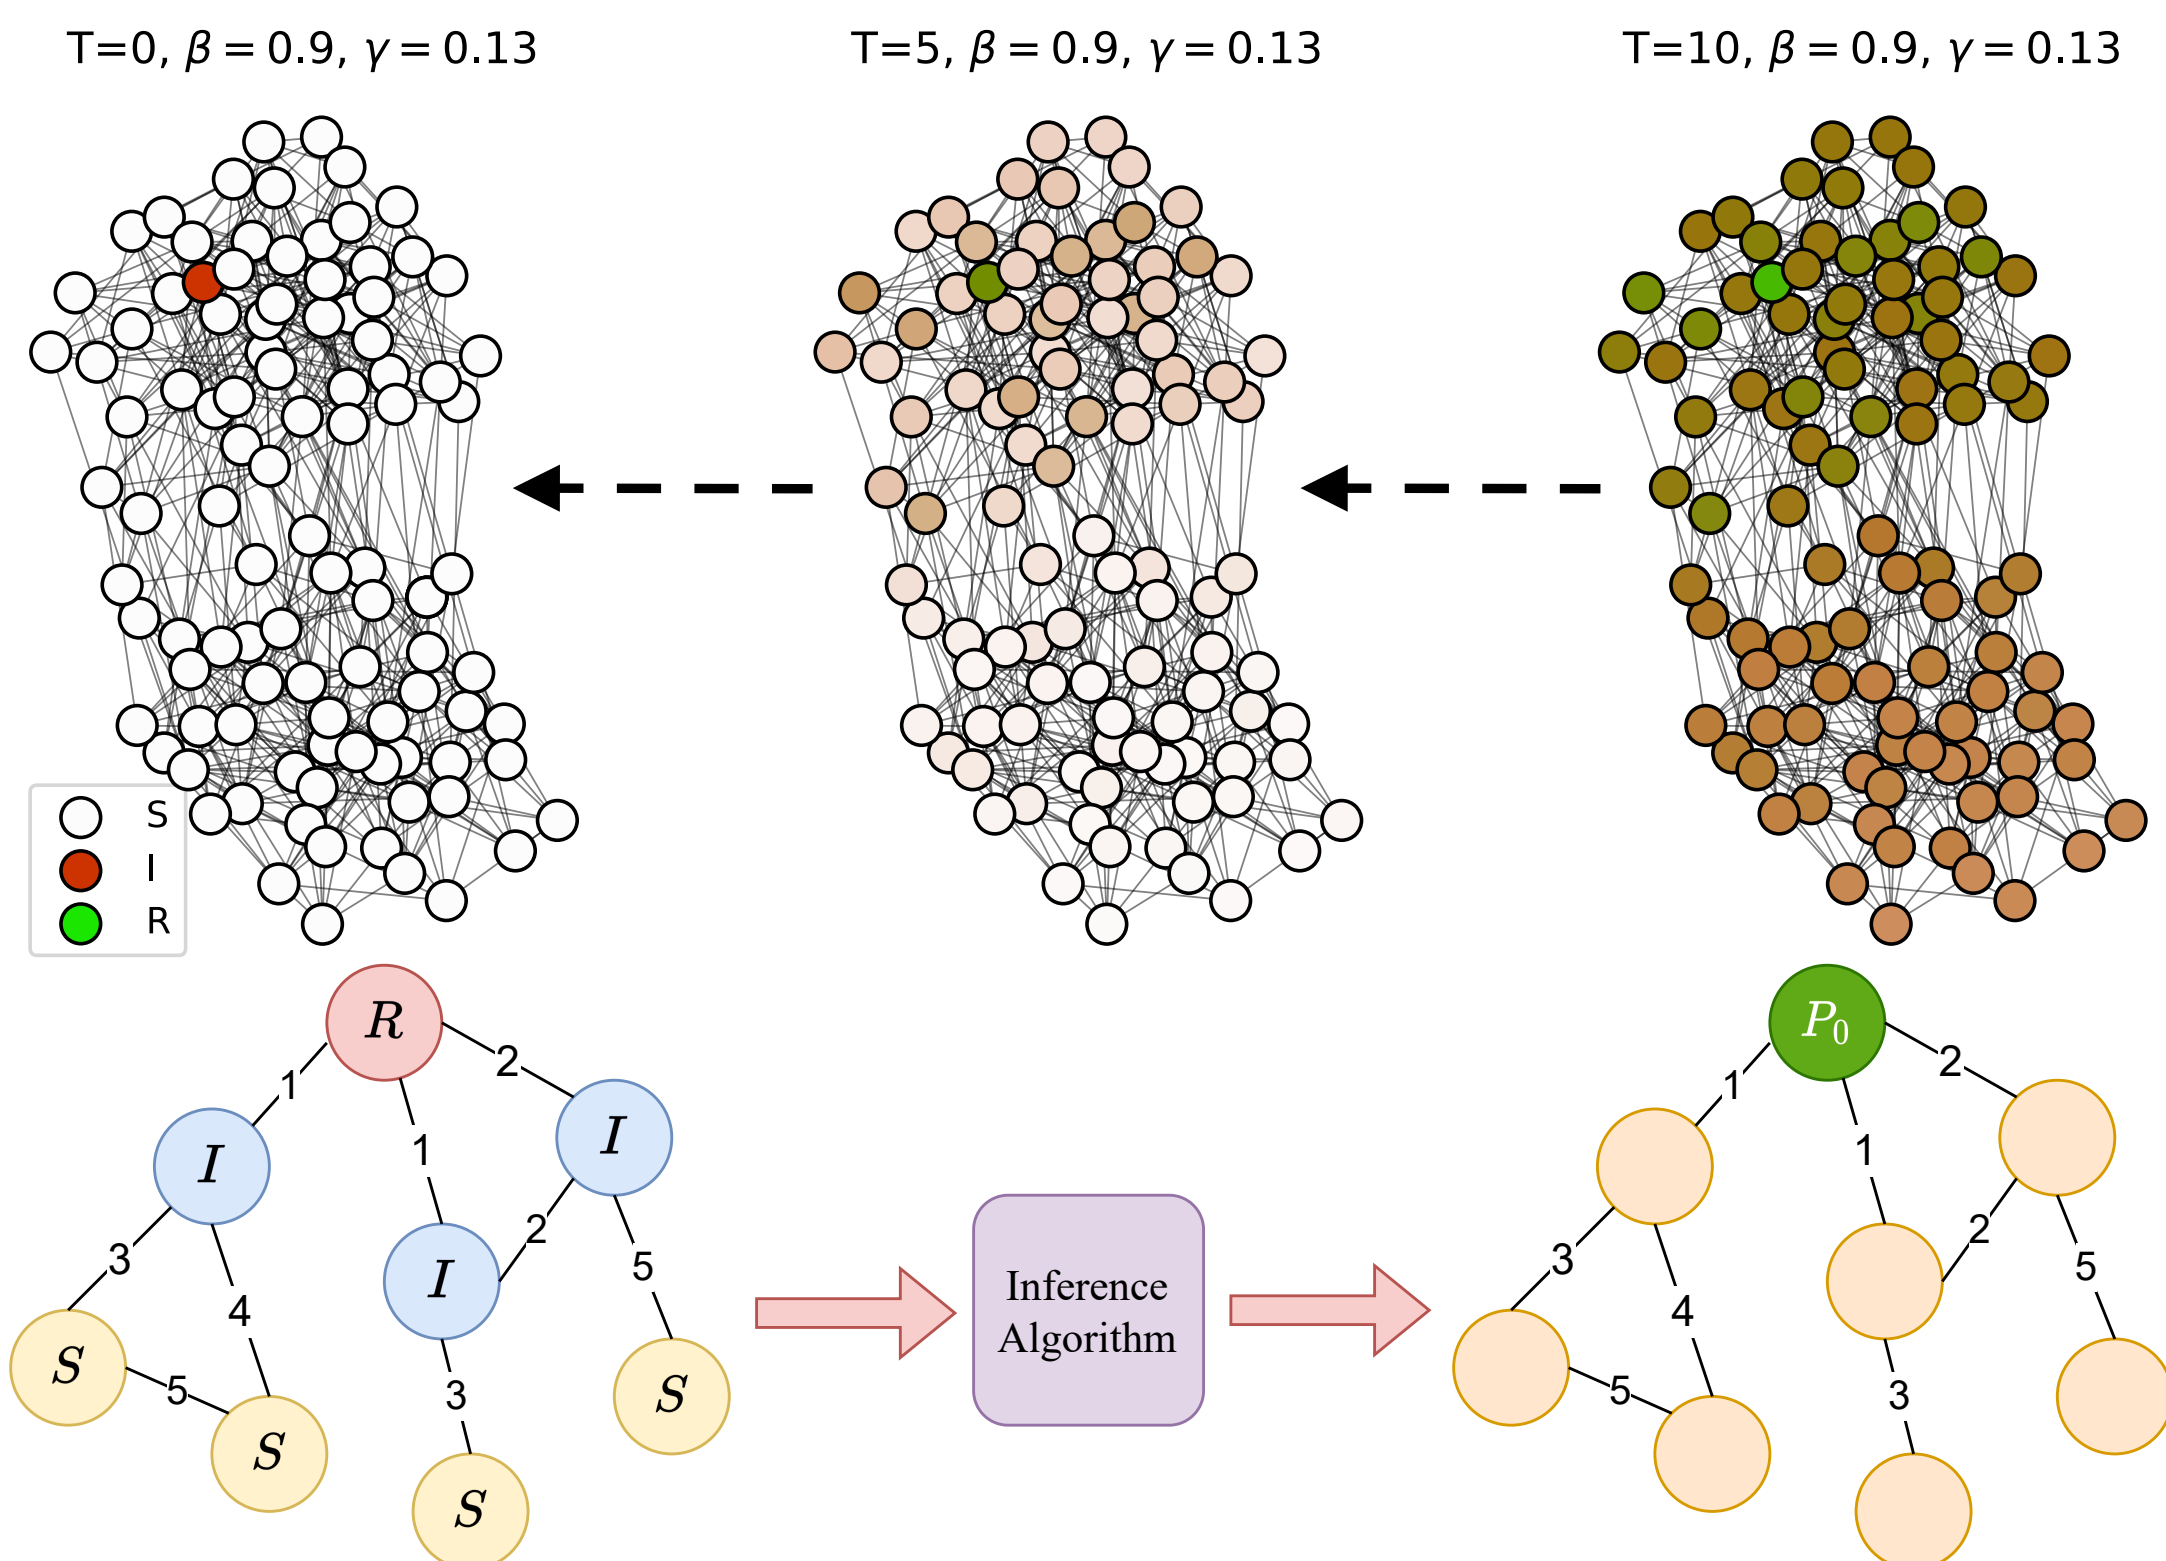 T=0, β = 0.9, γ = 0.13
T=5, β = 0.9, γ = 0.13
T=10, β = 0.9, γ = 0.13
S
I
R
R
1
2
I
I
1
3
4
2
5
I
S
5
S
3
S
S
Inference
Algorithm
P₀
1
2
1
3
4
2
5
5
3